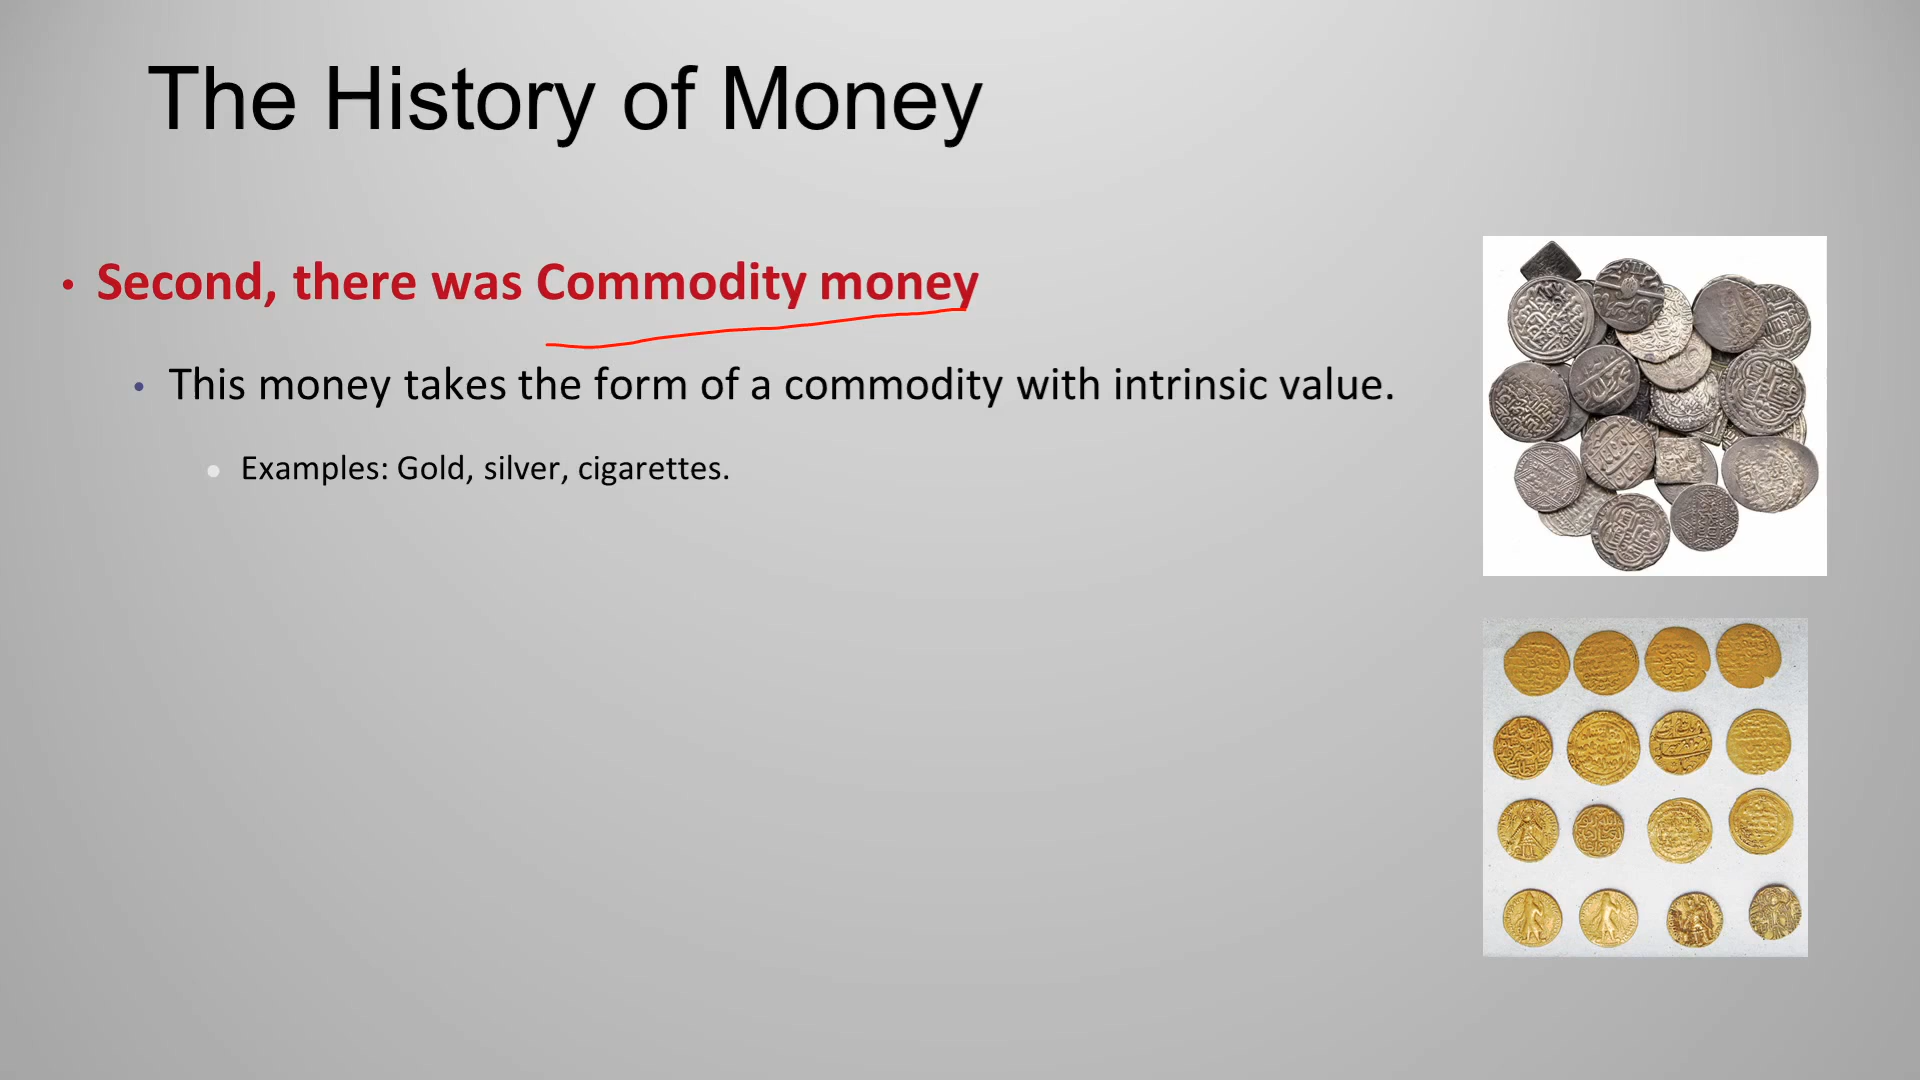 The History of Money
• Second, there was Commodity money
• This money takes the form of a commodity with intrinsic value.
• Examples: Gold, silver, cigarettes.